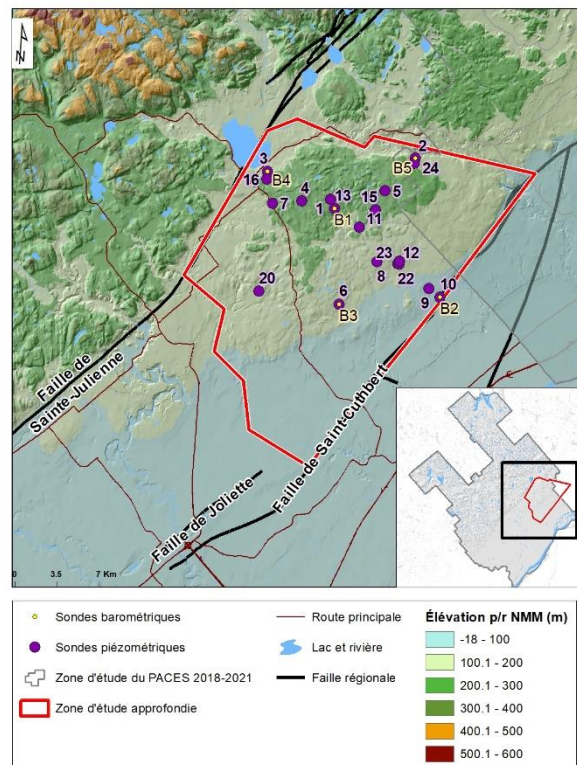 N
2
B5
24
3
16
B4
4
13
15
5
7
1
B1
11
23
12
8
22
20
10
9
B2
6
B3
Faille de
Sainte-Julienne
Faille de Saint-Cuthbert
Faille de Joliette
0 3.5 7 Km
Sondes barométriques
Sondes piézométriques
Zone d'étude du PACES 2018-2021
Zone d'étude approfondie
Route principale
Lac et rivière
Faille régionale
Élévation p/r NMM (m)
-18 - 100
100.1 - 200
200.1 - 300
300.1 - 400
400.1 - 500
500.1 - 600